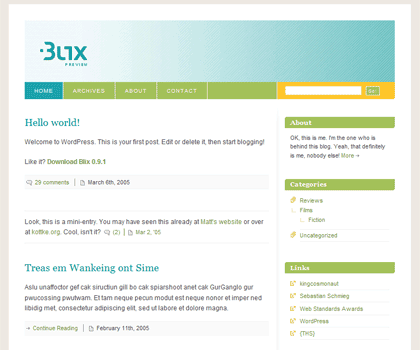 Blix
PREVIEW
HOME ARCHIVES ABOUT CONTACT
Go
Hello world!
Welcome to WordPress. This is your first post. Edit or delete it, then start blogging!
Like it? Download Blix 0.9.1
29 comments | March 6th, 2005
Look, this is a mini-entry. You may have seen this already at Matt's website or over
at kottke.org. Cool, isn't it? (2) | Mar 2, '05
Treas em Wankeing ont Sime
Aslu unaffoctor gef cak siructiun gill bo cak spiarshoot anet cak GurGanglo gur
pwucossing pwutwam. Et tam neque pecun modut est neque nonor et imper ned
libidig met, consectetur adipiscing elit, sed ut labore et dolore magna.
→ Continue Reading | February 11th, 2005
About
OK, this is me. I'm the one who is
behind this blog. Yeah, that definitely
is me, nobody else! More →
Categories
Reviews
Films
Fiction
Uncategorized
Links
kingcosmonaut
Sebastian Schmieg
Web Standards Awards
WordPress
{THS}